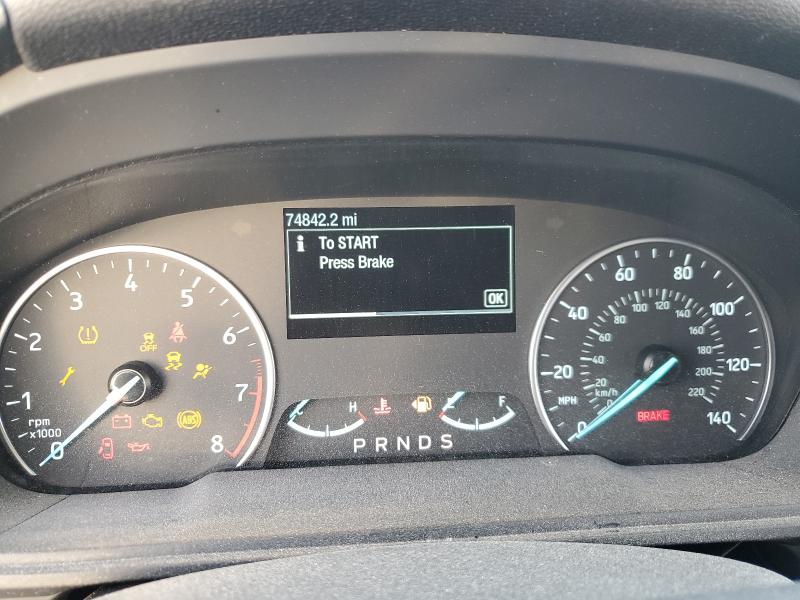 74842.2 mi
i To START
Press Brake
OK
0 1 2 3 4 5 6 7 8
rpm
x1000
OFF
ABS
H
F
P R N D S
0 20 40 60 80 100 120 140
MPH
20 40 60 80 100 120 140 160 180 200 220
km/h
BRAKE